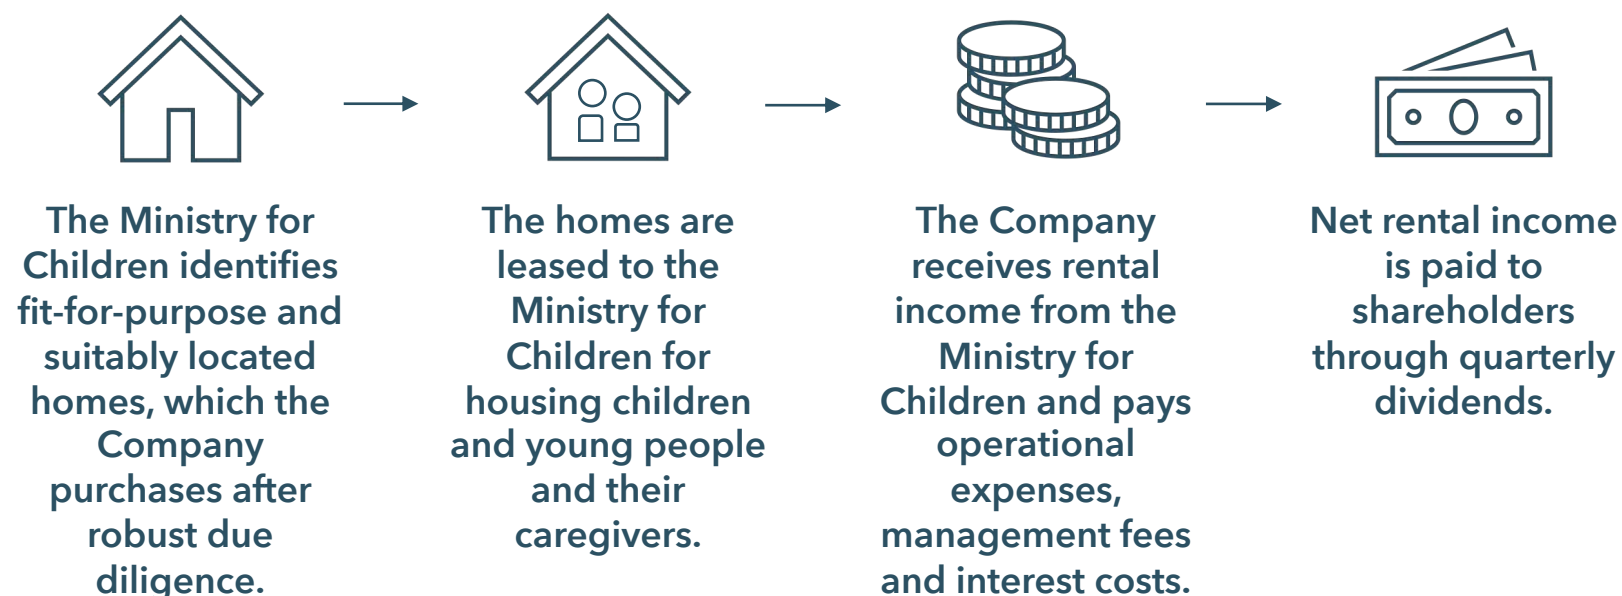 The Ministry for
Children identifies
fit-for-purpose and
suitably located
homes, which the
Company
purchases after
robust due
diligence.
The homes are
leased to the
Ministry for
Children for
housing children
and young people
and their
caregivers.
The Company
receives rental
income from the
Ministry for
Children and pays
operational
expenses,
management fees
and interest costs.
Net rental income
is paid to
shareholders
through quarterly
dividends.